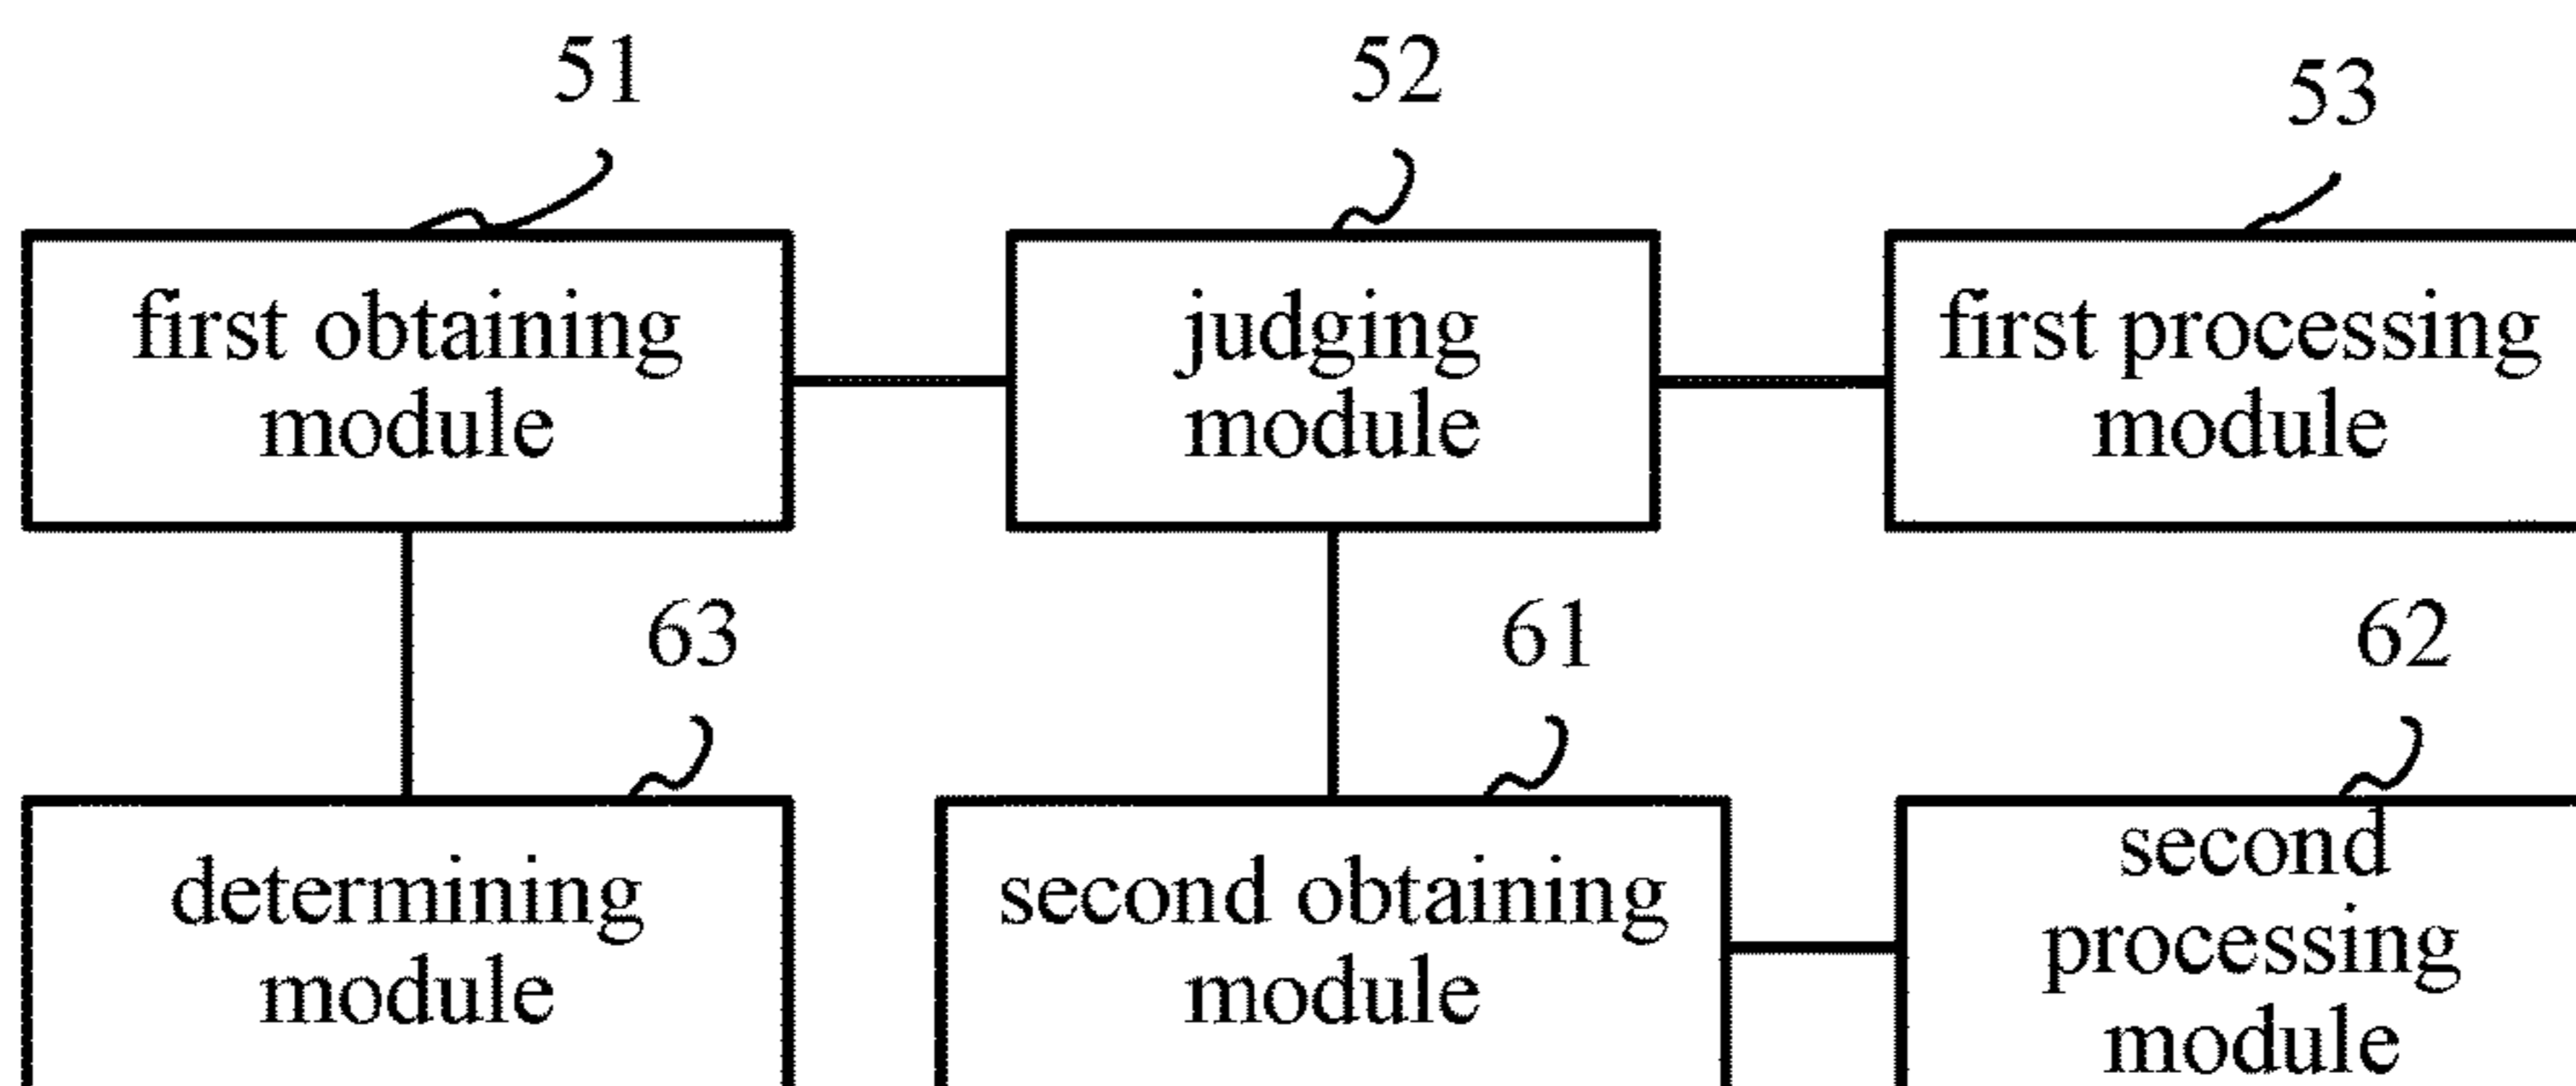 51
52
53
first obtaining
module
judging
module
first processing
module
63
61
62
determining
module
second obtaining
module
second
processing
module